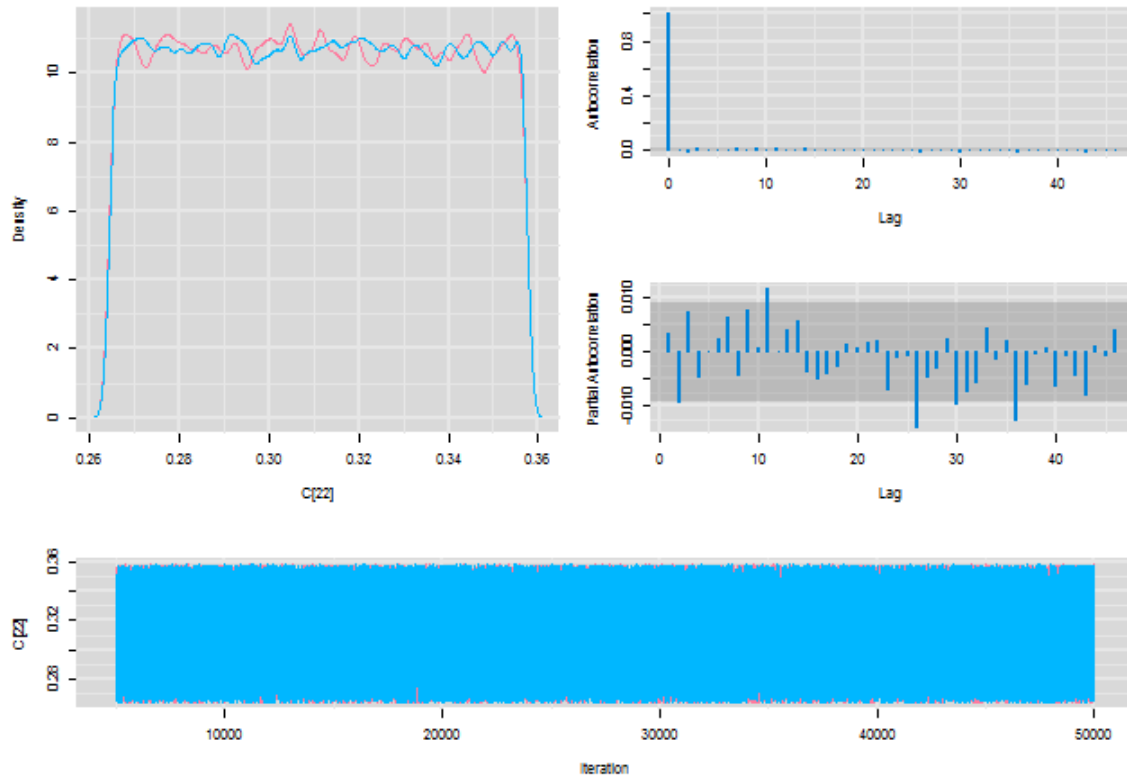 Density
0 2 4 6 8 10
0.26 0.28 0.30 0.32 0.34 0.36
C[22]
Autocorrelation
0.0 0.4 0.8
0 10 20 30 40
Lag
Partial Autocorrelation
-0.010 0.000 0.010
0 10 20 30 40
Lag
C[22]
0.28 0.32 0.36
10000 20000 30000 40000 50000
Iteration